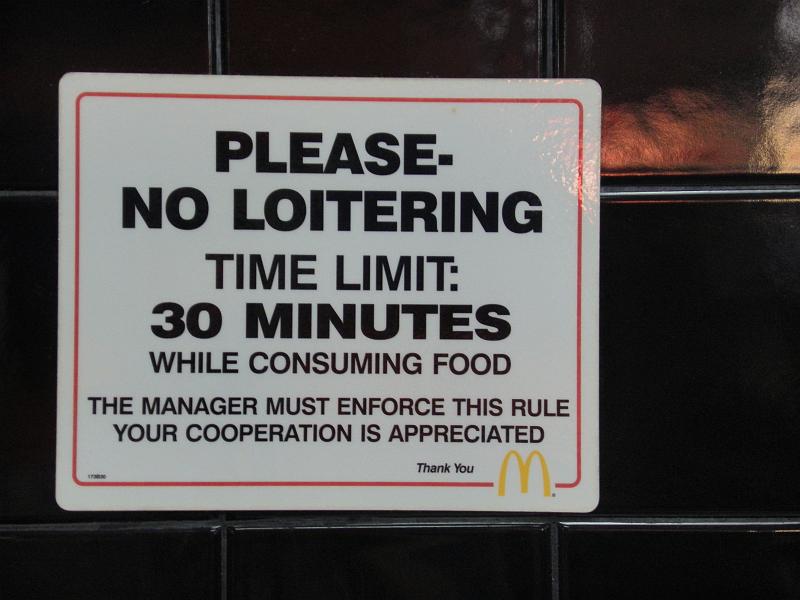 PLEASE-
NO LOITERING
TIME LIMIT:
30 MINUTES
WHILE CONSUMING FOOD
THE MANAGER MUST ENFORCE THIS RULE
YOUR COOPERATION IS APPRECIATED
Thank You